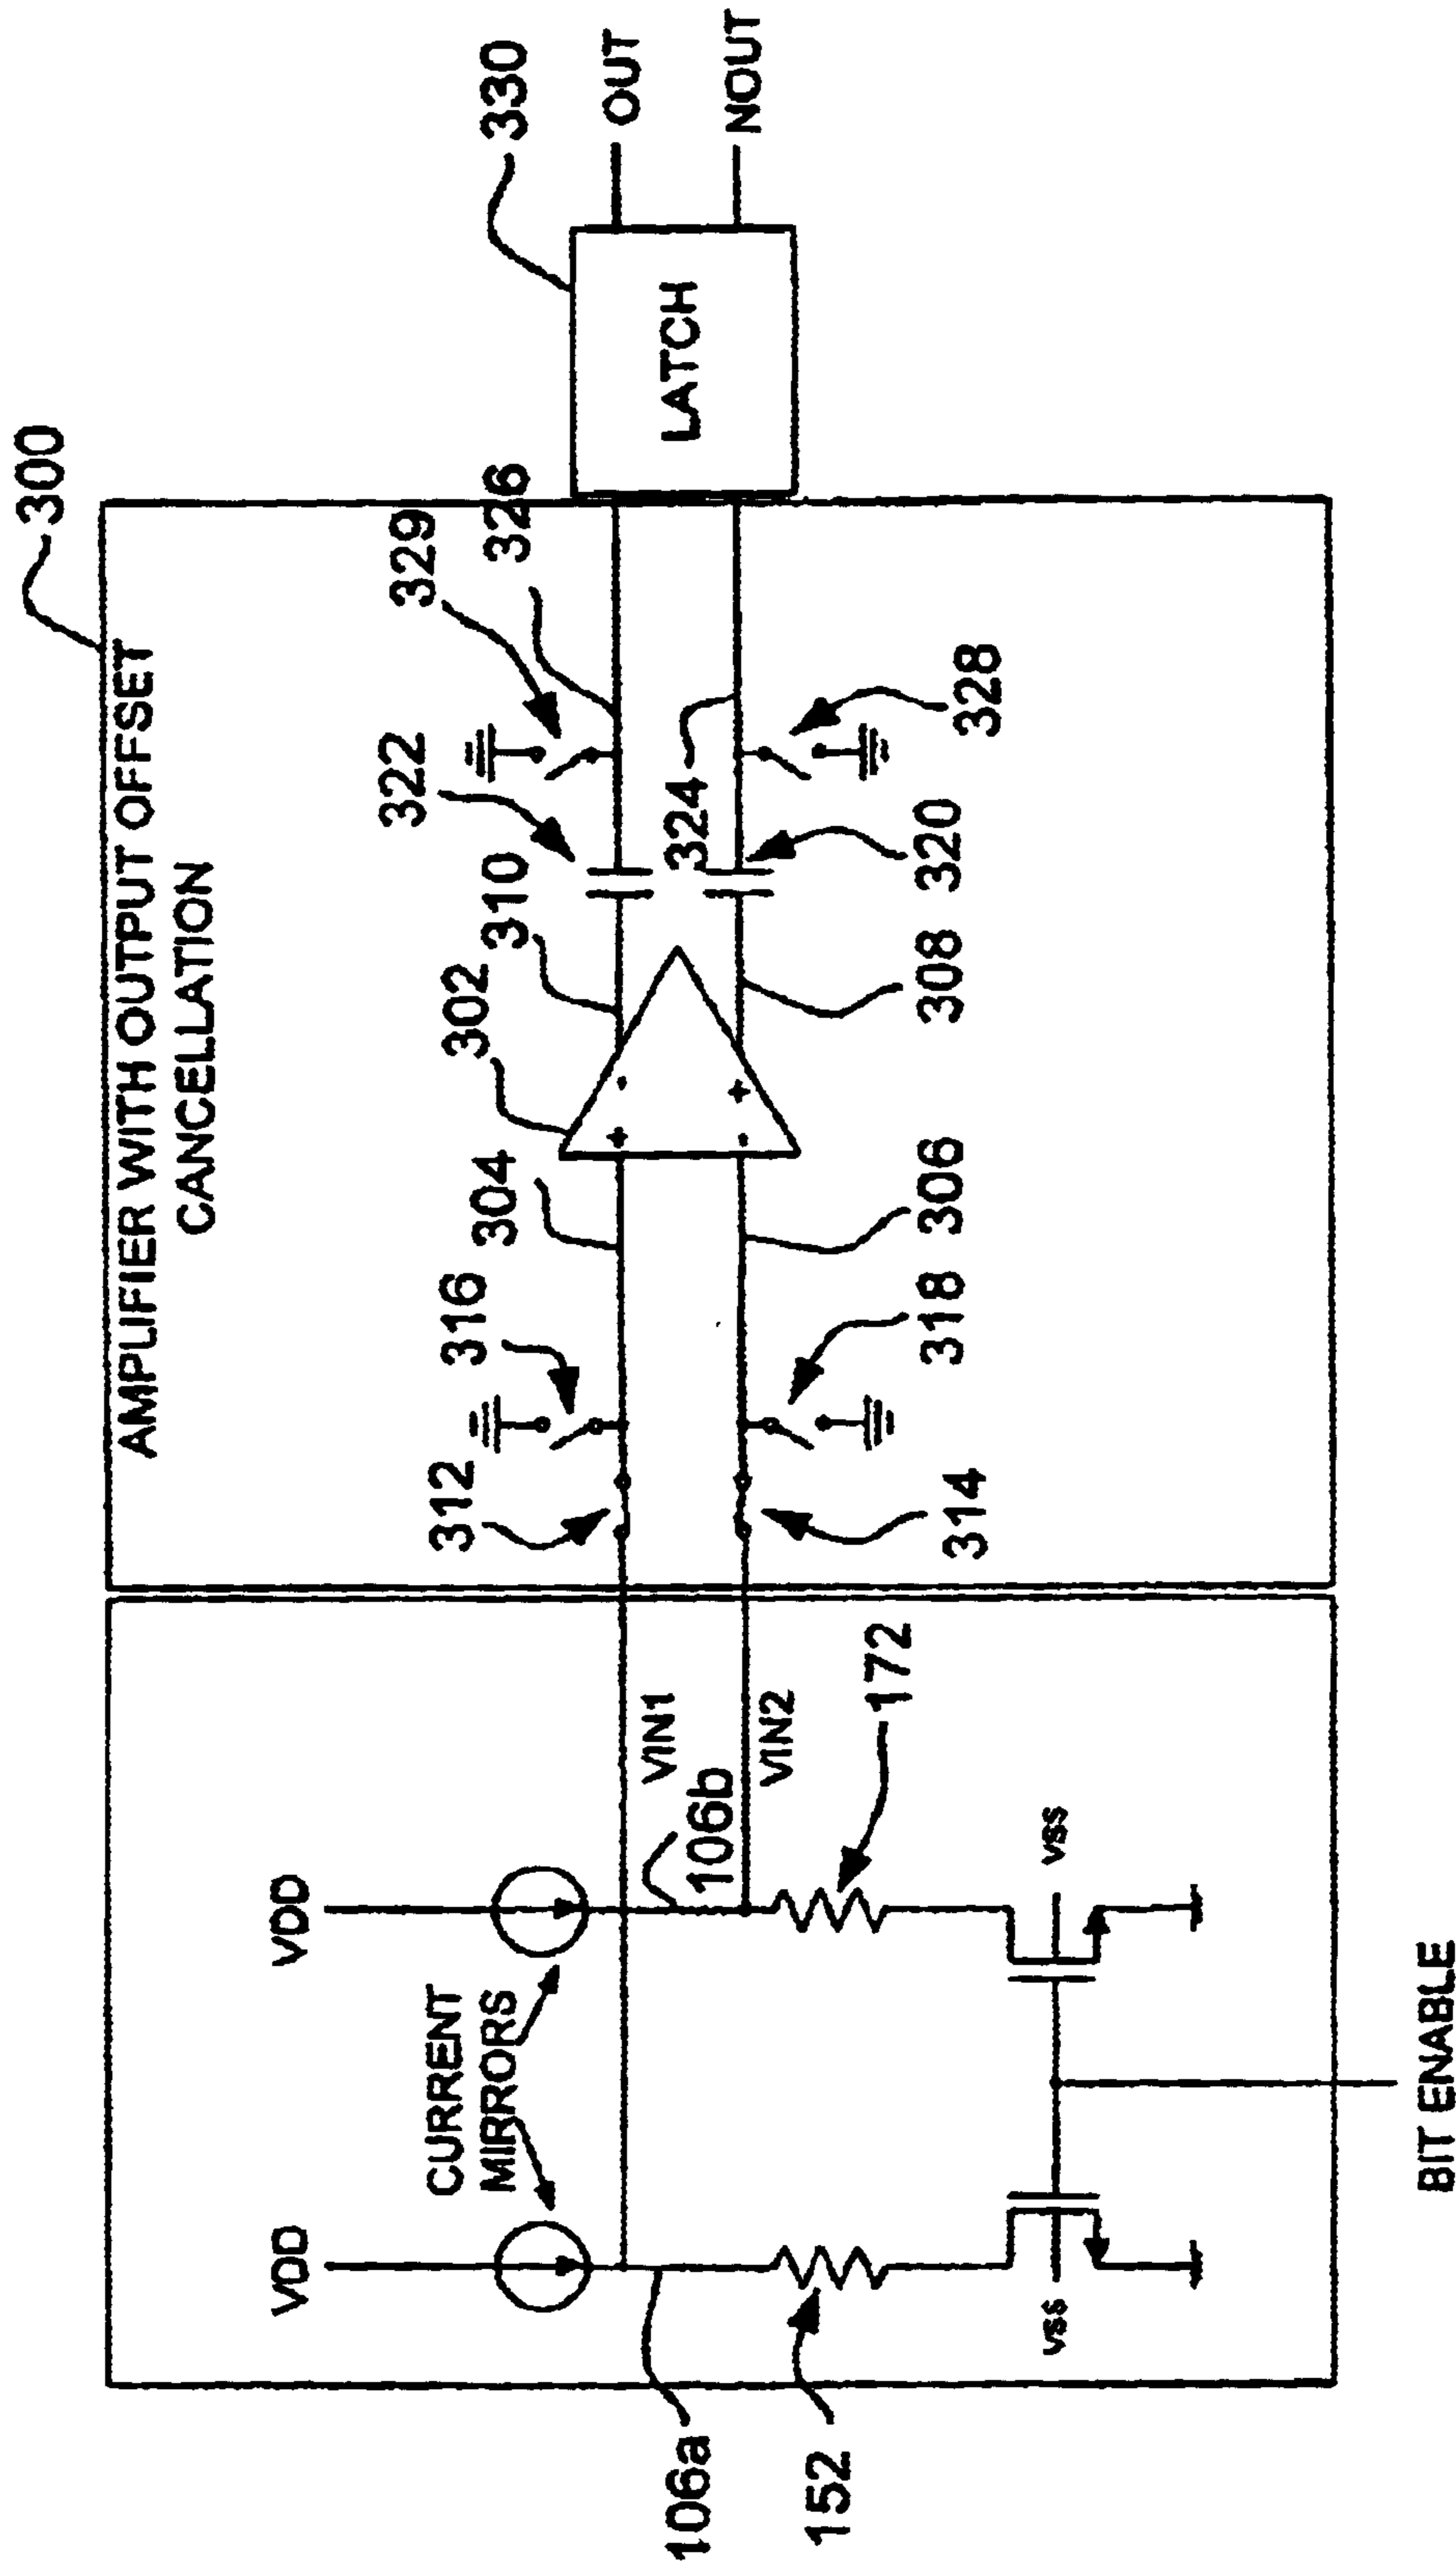 300
AMPLIFIER WITH OUTPUT OFFSET
CANCELLATION
330
VDD
VDD
CURRENT
MIRRORS
312
316
304
302
310
322
329
326
+
-
-
+
LATCH
OUT
NOUT
VIN1
106b
VIN2
324
106a
152
172
314
318
306
308
320
328
vss
vss
BIT ENABLE